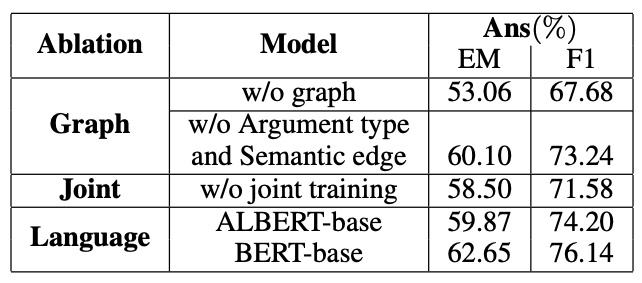 Ablation Model Ans(%)
EM F1
Graph w/o graph 53.06 67.68
w/o Argument type
and Semantic edge 60.10 73.24
Joint w/o joint training 58.50 71.58
Language ALBERT-base 59.87 74.20
BERT-base 62.65 76.14